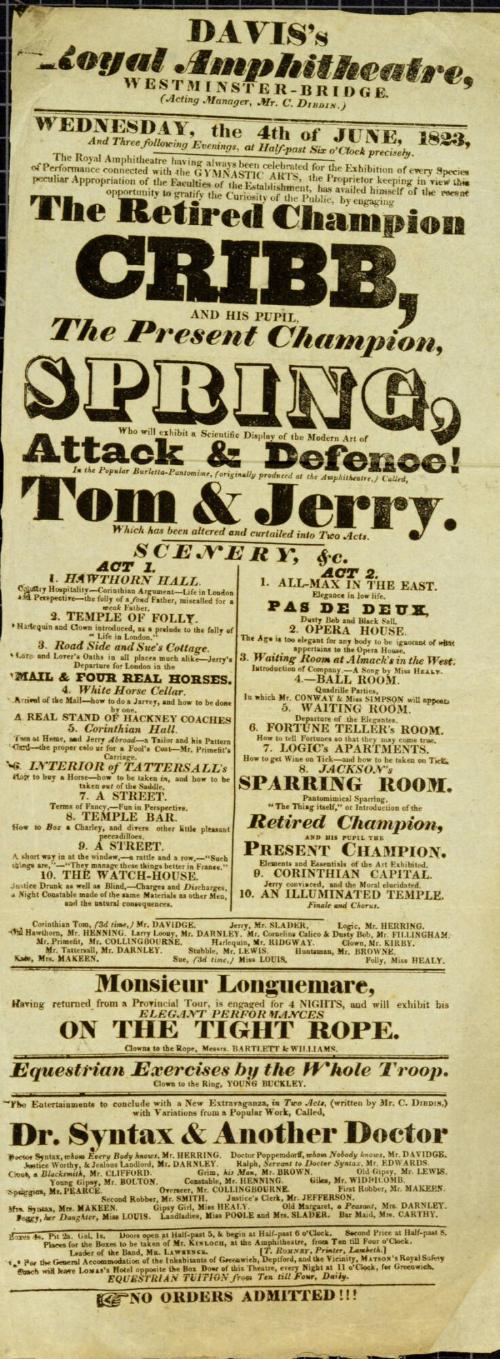 DAVIS's
Royal Amphitheatre,
WESTMINSTER-BRIDGE.
(Acting Manager, Mr. C. DIBDIN.)
WEDNESDAY, the 4th of JUNE, 1823,
And Three following Evenings, at Half-past Six o'Clock precisely.
The Royal Amphitheatre having always been celebrated for the Exhibition of every Species
of Performance connected with the GYMNASTIC ARTS, the Proprietor keeping in view this
peculiar Appropriation of the Faculties of the Establishment, has availed himself of the recent
opportunity to gratify the Curiosity of the Public, by engaging
The Retired Champion
CRIBB,
AND HIS PUPIL,
The Present Champion,
SPRING,
Who will exhibit a Scientific Display of the Modern Art of
Attack & Defence!
In the Popular Burletta-Pantomime, (originally produced at the Amphitheatre,) Called,
Tom & Jerry.
Which has been altered and curtailed into Two Acts.
SCENERY, &c.
ACT 1.
1. HAWTHORN HALL.
Country Hospitality—Corinthian Argument—Life in London
and Perspective—the folly of a fond Father, miscalled for a
weak Father.
2. TEMPLE OF FOLLY.
Harlequin and Clown introduced, as a prelude to the folly of
"Life in London."
3. Road Side and Sue's Cottage.
Lord and Lover's Oaths in all places much alike—Jerry's
Departure for London in the
MAIL & FOUR REAL HORSES.
4. White Horse Cellar.
Arrival of the Mail—how to do a Jarvey, and how to be done
by one.
A REAL STAND OF HACKNEY COACHES
5. Corinthian Hall.
Tom at Home, and Jerry Abroad—a Tailor and his Pattern
Card—the proper colour for a Fool's Coat—Mr. Primefit's
Carriage.
6. INTERIOR of TATTERSALL's
How to buy a Horse—how to be taken in, and how to be
taken out of the Saddle.
7. A STREET.
Terms of Fancy,—Fun in Perspective.
8. TEMPLE BAR.
How to Box a Charley, and divers other little pleasant
peccadilloes.
9. A STREET.
A short way in at the window,—a rattle and a row,—"Such
things are,"—"They manage these things better in France."
10. THE WATCH-HOUSE.
Justice Drunk as well as Blind,—Charges and Discharges,
a Night Constable made of the same Materials as other Men,
and the natural consequences.
ACT 2.
1. ALL-MAX IN THE EAST.
Elegance in low life.
PAS DE DEUX,
Dusty Bob and Black Sall.
2. OPERA HOUSE.
The Age is too elegant for any body to be ignorant of what
appertains to the Opera House.
3. Waiting Room at Almack's in the West.
Introduction of Company.—A Song by Miss HEALY.
4.—BALL ROOM.
Quadrille Parties,
In which Mr. CONWAY & Miss SIMPSON will appear.
5. WAITING ROOM.
Departure of the Elegantes.
6. FORTUNE TELLER's ROOM.
How to tell Fortunes so that they may come true.
7. LOGIC's APARTMENTS.
How to get Wine on Tick—and how to be taken on Tick.
8. JACKSON's
SPARRING ROOM.
Pantomimical Sparring.
"The Thing itself," or Introduction of the
Retired Champion,
AND HIS PUPIL THE
PRESENT CHAMPION.
Elements and Essentials of the Art Exhibited.
9. CORINTHIAN CAPITAL.
Jerry convinced, and the Moral elucidated.
10. AN ILLUMINATED TEMPLE.
Finale and Chorus.
Corinthian Tom, (3d time,) Mr. DAVIDGE. Jerry, Mr. SLADER, Logic, Mr. HERRING.
Old Hawthorn, Mr. HENNING. Larry Loony, Mr. DARNLEY. Mr. Cornelius Calico & Dusty Bob, Mr. FILLINGHAM.
Mr. Primefit, Mr. COLLINGBOURNE. Harlequin, Mr. RIDGWAY. Clown, Mr. KIRBY.
Mr. Tattersall, Mr. DARNLEY. Stubble, Mr. LEWIS. Huntsman, Mr. BROWNE.
Kate, Mrs. MAKEEN. Sue, (3d time,) Miss LOUIS. Folly, Miss HEALY.
Monsieur Longuemare,
Having returned from a Provincial Tour, is engaged for 4 NIGHTS, and will exhibit his
ELEGANT PERFORMANCES
ON THE TIGHT ROPE.
Clowns to the Rope, Messrs. BARTLETT & WILLIAMS.
Equestrian Exercises by the Whole Troop.
Clown to the Ring, YOUNG BUCKLEY.
The Entertainments to conclude with a New Extravaganza, in Two Acts, (written by Mr. C. DIBDIN,)
with Variations from a Popular Work, Called,
Dr. Syntax & Another Doctor
Doctor Syntax, whom Every Body knows, Mr. HERRING. Doctor Poppendorff, whom Nobody knows, Mr. DAVIDGE.
Justice Worthy, & Jealous Landlord, Mr. DARNLEY. Ralph, Servant to Doctor Syntax, Mr. EDWARDS.
a Blacksmith, Mr. CLIFFORD. Grim, his Man, Mr. BROWN. Old Gipsy, Mr. LEWIS.
Young Gipsy, Mr. BOLTON. Constable, Mr. HENNING. Giles, Mr. WIDDICOMB.
Spiggins, Mr. PEARCE. Overseer, Mr. COLLINGBOURNE. First Robber, Mr. MAKEEN.
Second Robber, Mr. SMITH. Justice's Clerk, Mr. JEFFERSON.
Mrs. Syntax, Mrs. MAKEEN. Gipsy Girl, Miss HEALY. Old Margaret, a Peasant, Mrs. DARNLEY.
Peggy, her Daughter, Miss LOUIS. Landladies, Miss POOLE and Mrs. SLADER. Bar Maid, Mrs. CARTHY.
Boxes 4s. Pit 2s. Gal. 1s. Doors open at Half-past 5, & begin at Half-past 6 o'Clock. Second Price at Half-past 8.
Places for the Boxes to be taken of Mr. KINLOCH, at the Amphitheatre, from Ten till Four o'Clock.
Leader of the Band, Mr. LAWRENCE. [T. ROMNEY, Printer, Lambeth.]
*.* For the General Accommodation of the Inhabitants of Greenwich, Deptford, and the Vicinity, MATSON's Royal Safety
Coach will leave LOMAS's Hotel opposite the Box Door of this Theatre, every Night at 11 o'Clock, for Greenwich.
EQUESTRIAN TUITION from Ten till Four, Daily.
☞NO ORDERS ADMITTED!!!